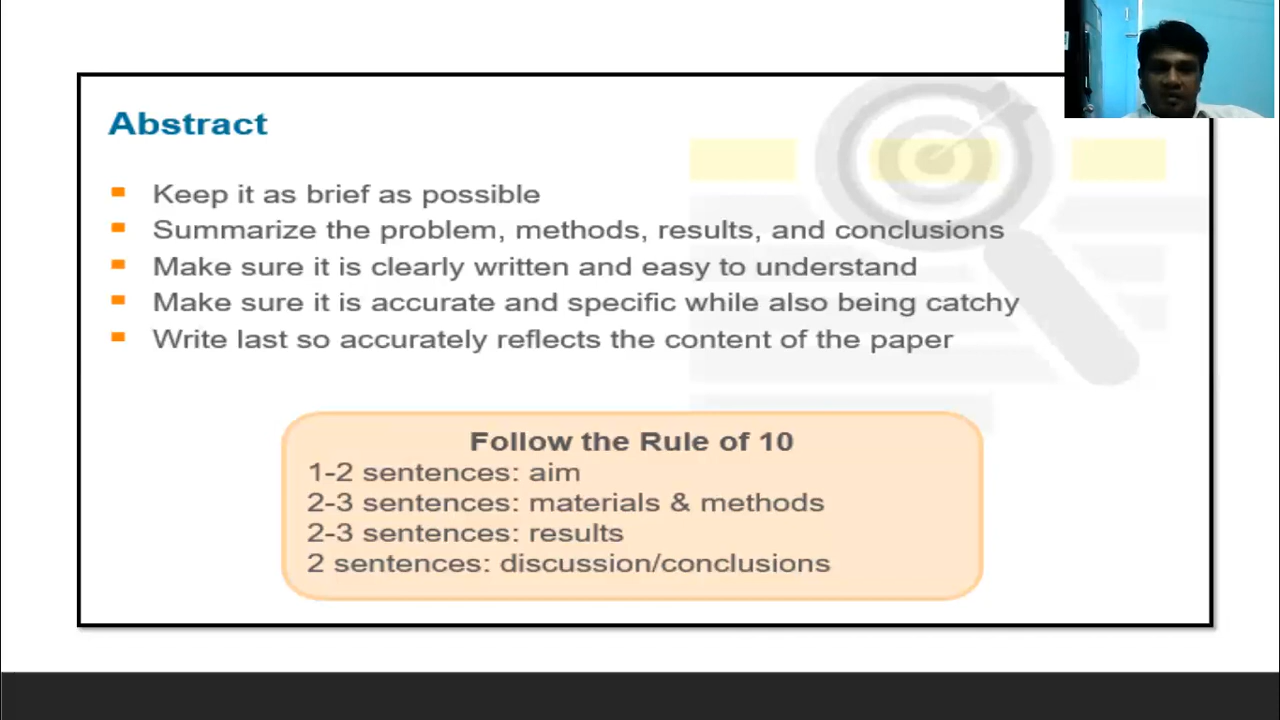 Abstract
Keep it as brief as possible
Summarize the problem, methods, results, and conclusions
Make sure it is clearly written and easy to understand
Make sure it is accurate and specific while also being catchy
Write last so accurately reflects the content of the paper
Follow the Rule of 10
1-2 sentences: aim
2-3 sentences: materials & methods
2-3 sentences: results
2 sentences: discussion/conclusions